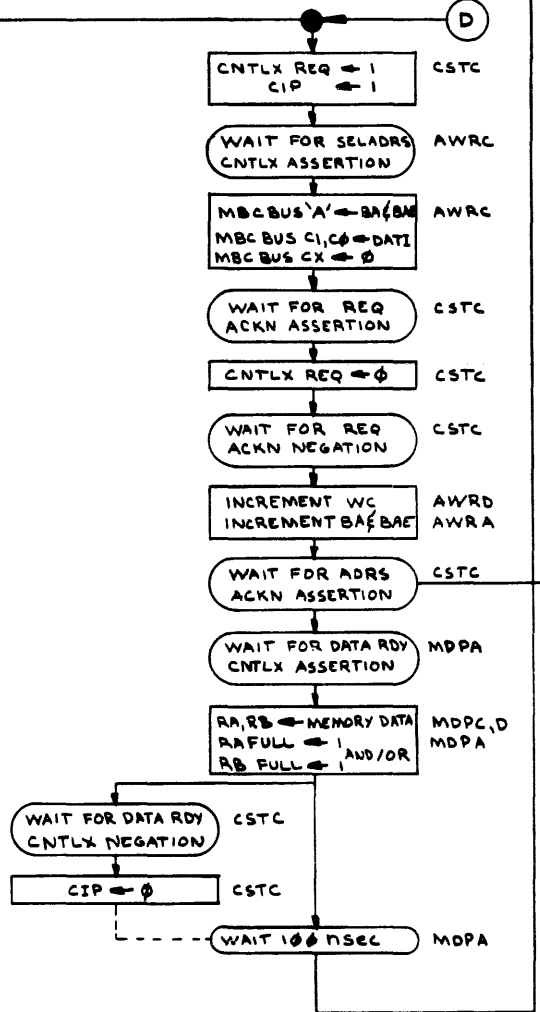 D
CNTLX REQ ← 1 CSTC
CIP ← 1
WAIT FOR SELADRS AWRC
CNTLX ASSERTION
MBC BUS 'A' ← BA & BAE AWRC
MBC BUS C1, CØ ← DATI
MBC BUS CX ← Ø
WAIT FOR REQ CSTC
ACKN ASSERTION
CNTLX REQ ← Ø CSTC
WAIT FOR REQ CSTC
ACKN NEGATION
INCREMENT WC AWRD
INCREMENT BA & BAE AWRA
WAIT FOR ADRS CSTC
ACKN ASSERTION
WAIT FOR DATA RDY MDPA
CNTLX ASSERTION
RA, RB ← MEMORY DATA MDPC, D
RA FULL ← 1 AND/OR MDPA
RB FULL ← 1
WAIT FOR DATA RDY CSTC
CNTLX NEGATION
CIP ← Ø CSTC
WAIT 1ØØ nsec MDPA